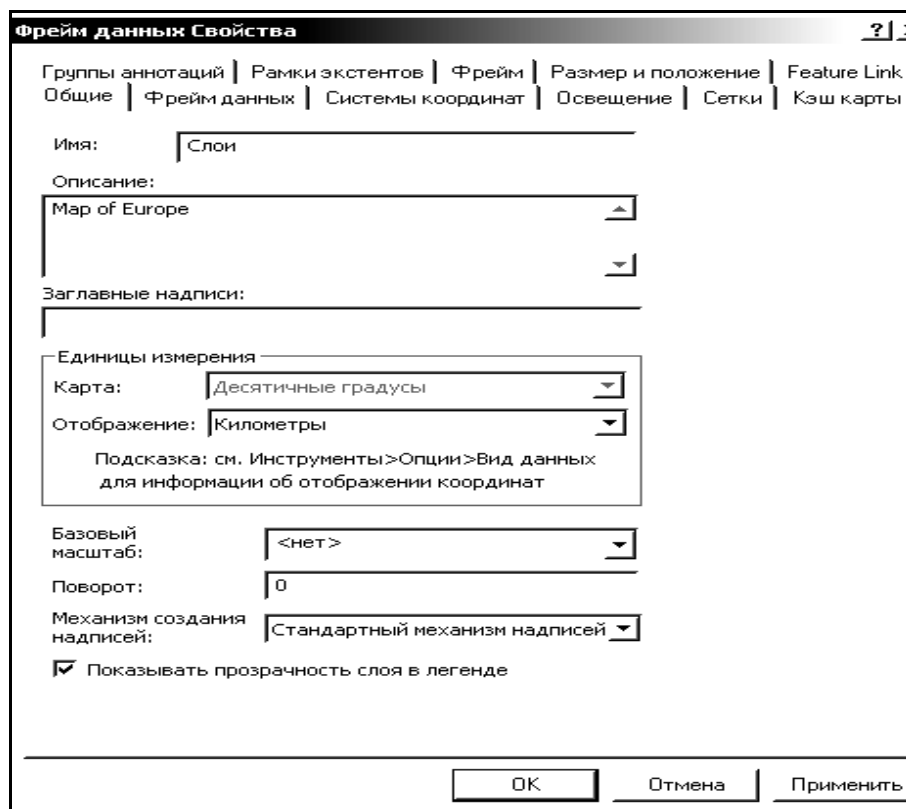 Фрейм данных Свойства ?
Группы аннотаций Рамки экстентов Фрейм Размер и положение Feature Link
Общие Фрейм данных Системы координат Освещение Сетки Кэш карты
Имя: Слои
Описание:
Map of Europe
Заглавные надписи:
Единицы измерения
Карта: Десятичные градусы
Отображение: Километры
Подсказка: см. Инструменты>Опции>Вид данных
для информации об отображении координат
Базовый
масштаб: <нет>
Поворот: 0
Механизм создания
надписей: Стандартный механизм надписей
Показывать прозрачность слоя в легенде
ОК Отмена Применить